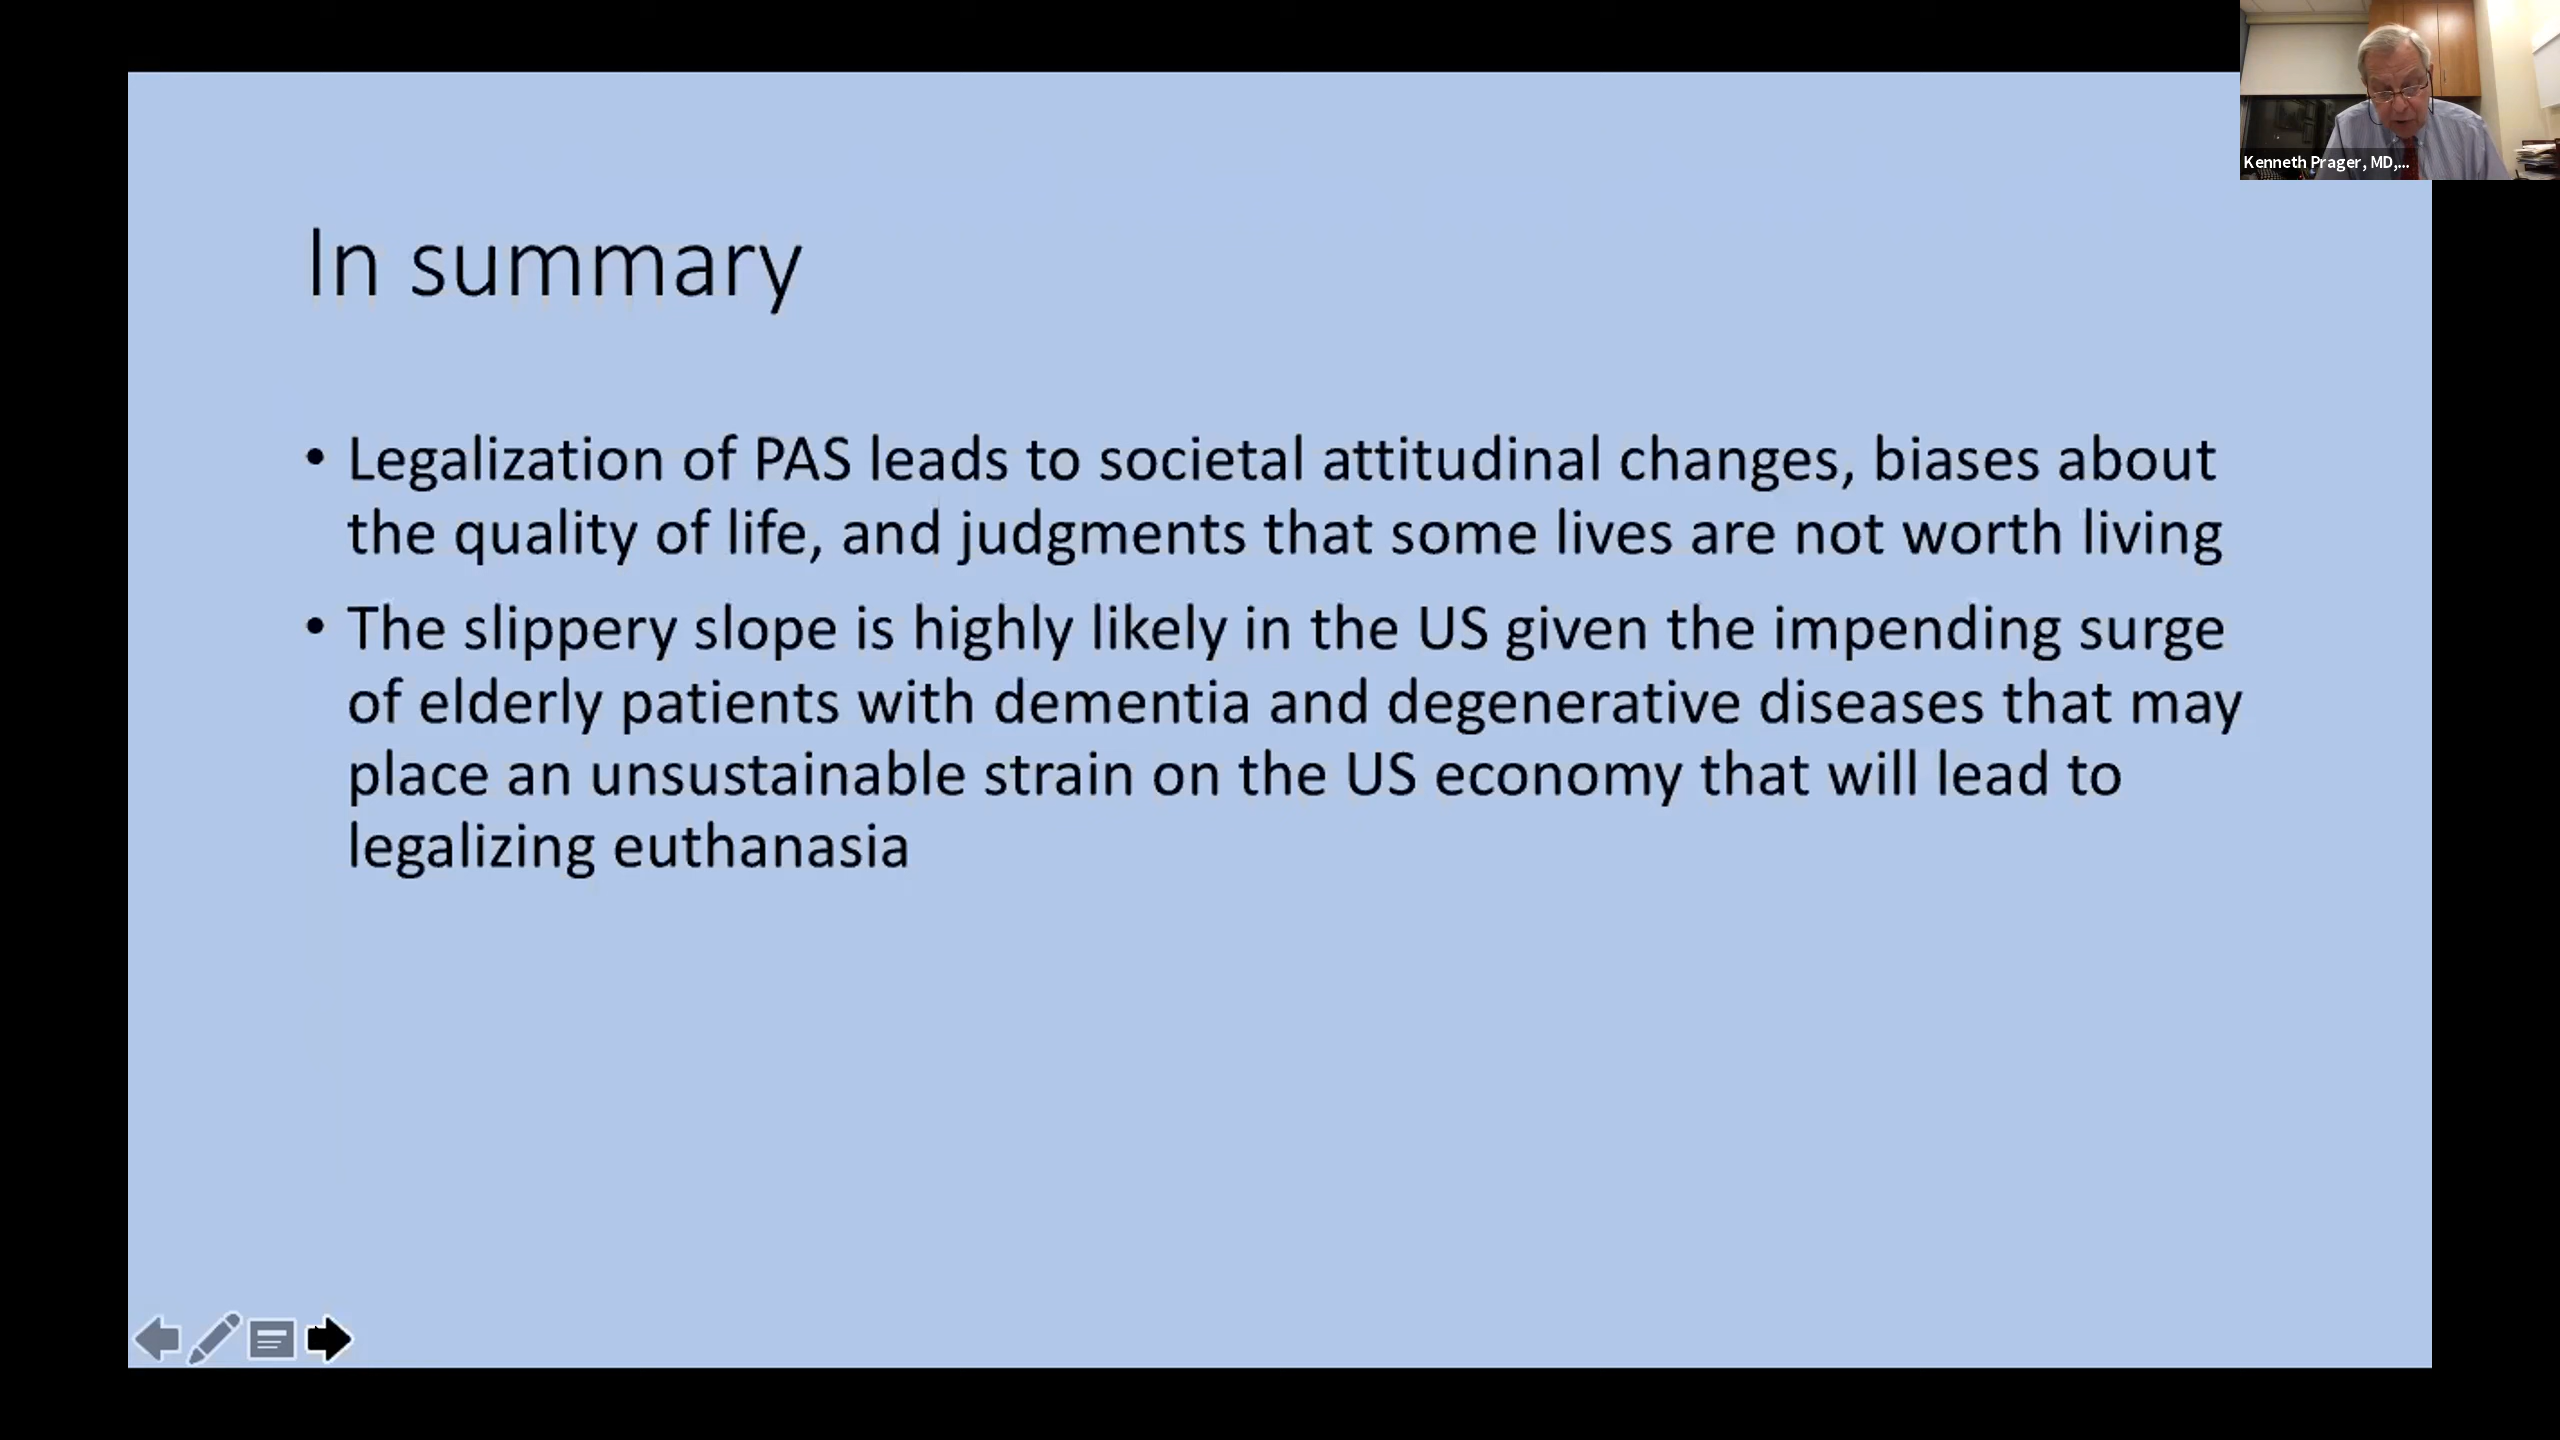 Kenneth Prager, MD,...
In summary
• Legalization of PAS leads to societal attitudinal changes, biases about
the quality of life, and judgments that some lives are not worth living
• The slippery slope is highly likely in the US given the impending surge
of elderly patients with dementia and degenerative diseases that may
place an unsustainable strain on the US economy that will lead to
legalizing euthanasia